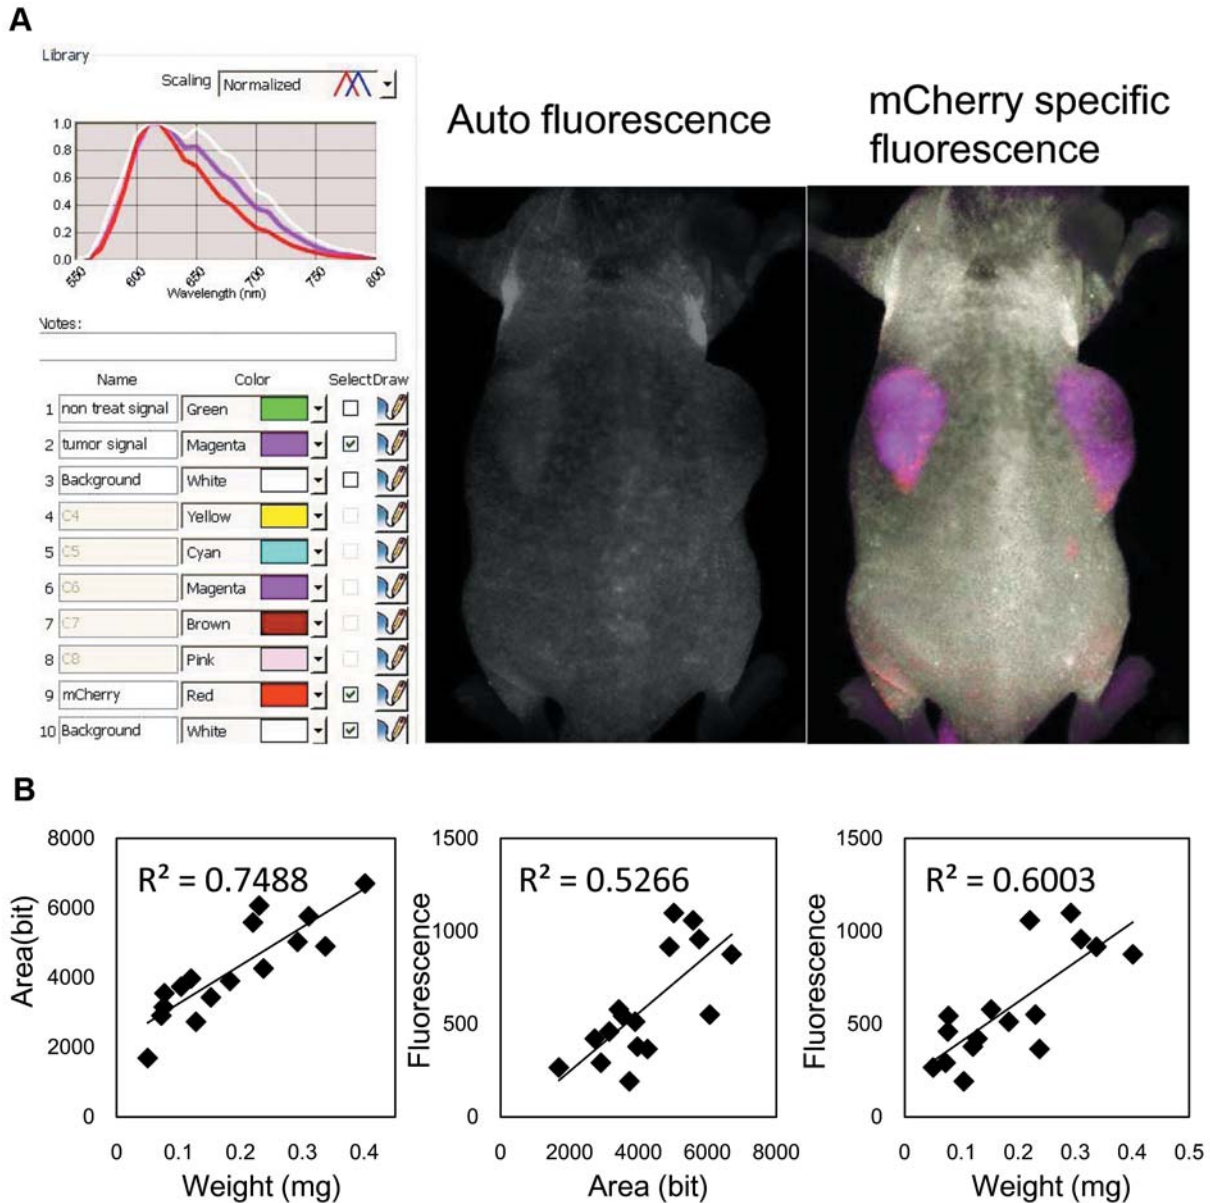 A
Library
Scaling Normalized
1.0
0.8
0.6
0.4
0.2
0.0
550 600 650 700 750 800
Wavelength (nm)
Notes:
Name Color Select Draw
1 non treat signal Green
2 tumor signal Magenta
3 Background White
4 C4 Yellow
5 C5 Cyan
6 C6 Magenta
7 C7 Brown
8 C8 Pink
9 mCherry Red
10 Background White
Auto fluorescence
mCherry specific
fluorescence
B
8000
6000
4000
2000
0
Area(bit)
R² = 0.7488
0 0.1 0.2 0.3 0.4
Weight (mg)
1500
1000
500
0
Fluorescence
R² = 0.5266
0 2000 4000 6000 8000
Area (bit)
1500
1000
500
0
Fluorescence
R² = 0.6003
0 0.1 0.2 0.3 0.4 0.5
Weight (mg)